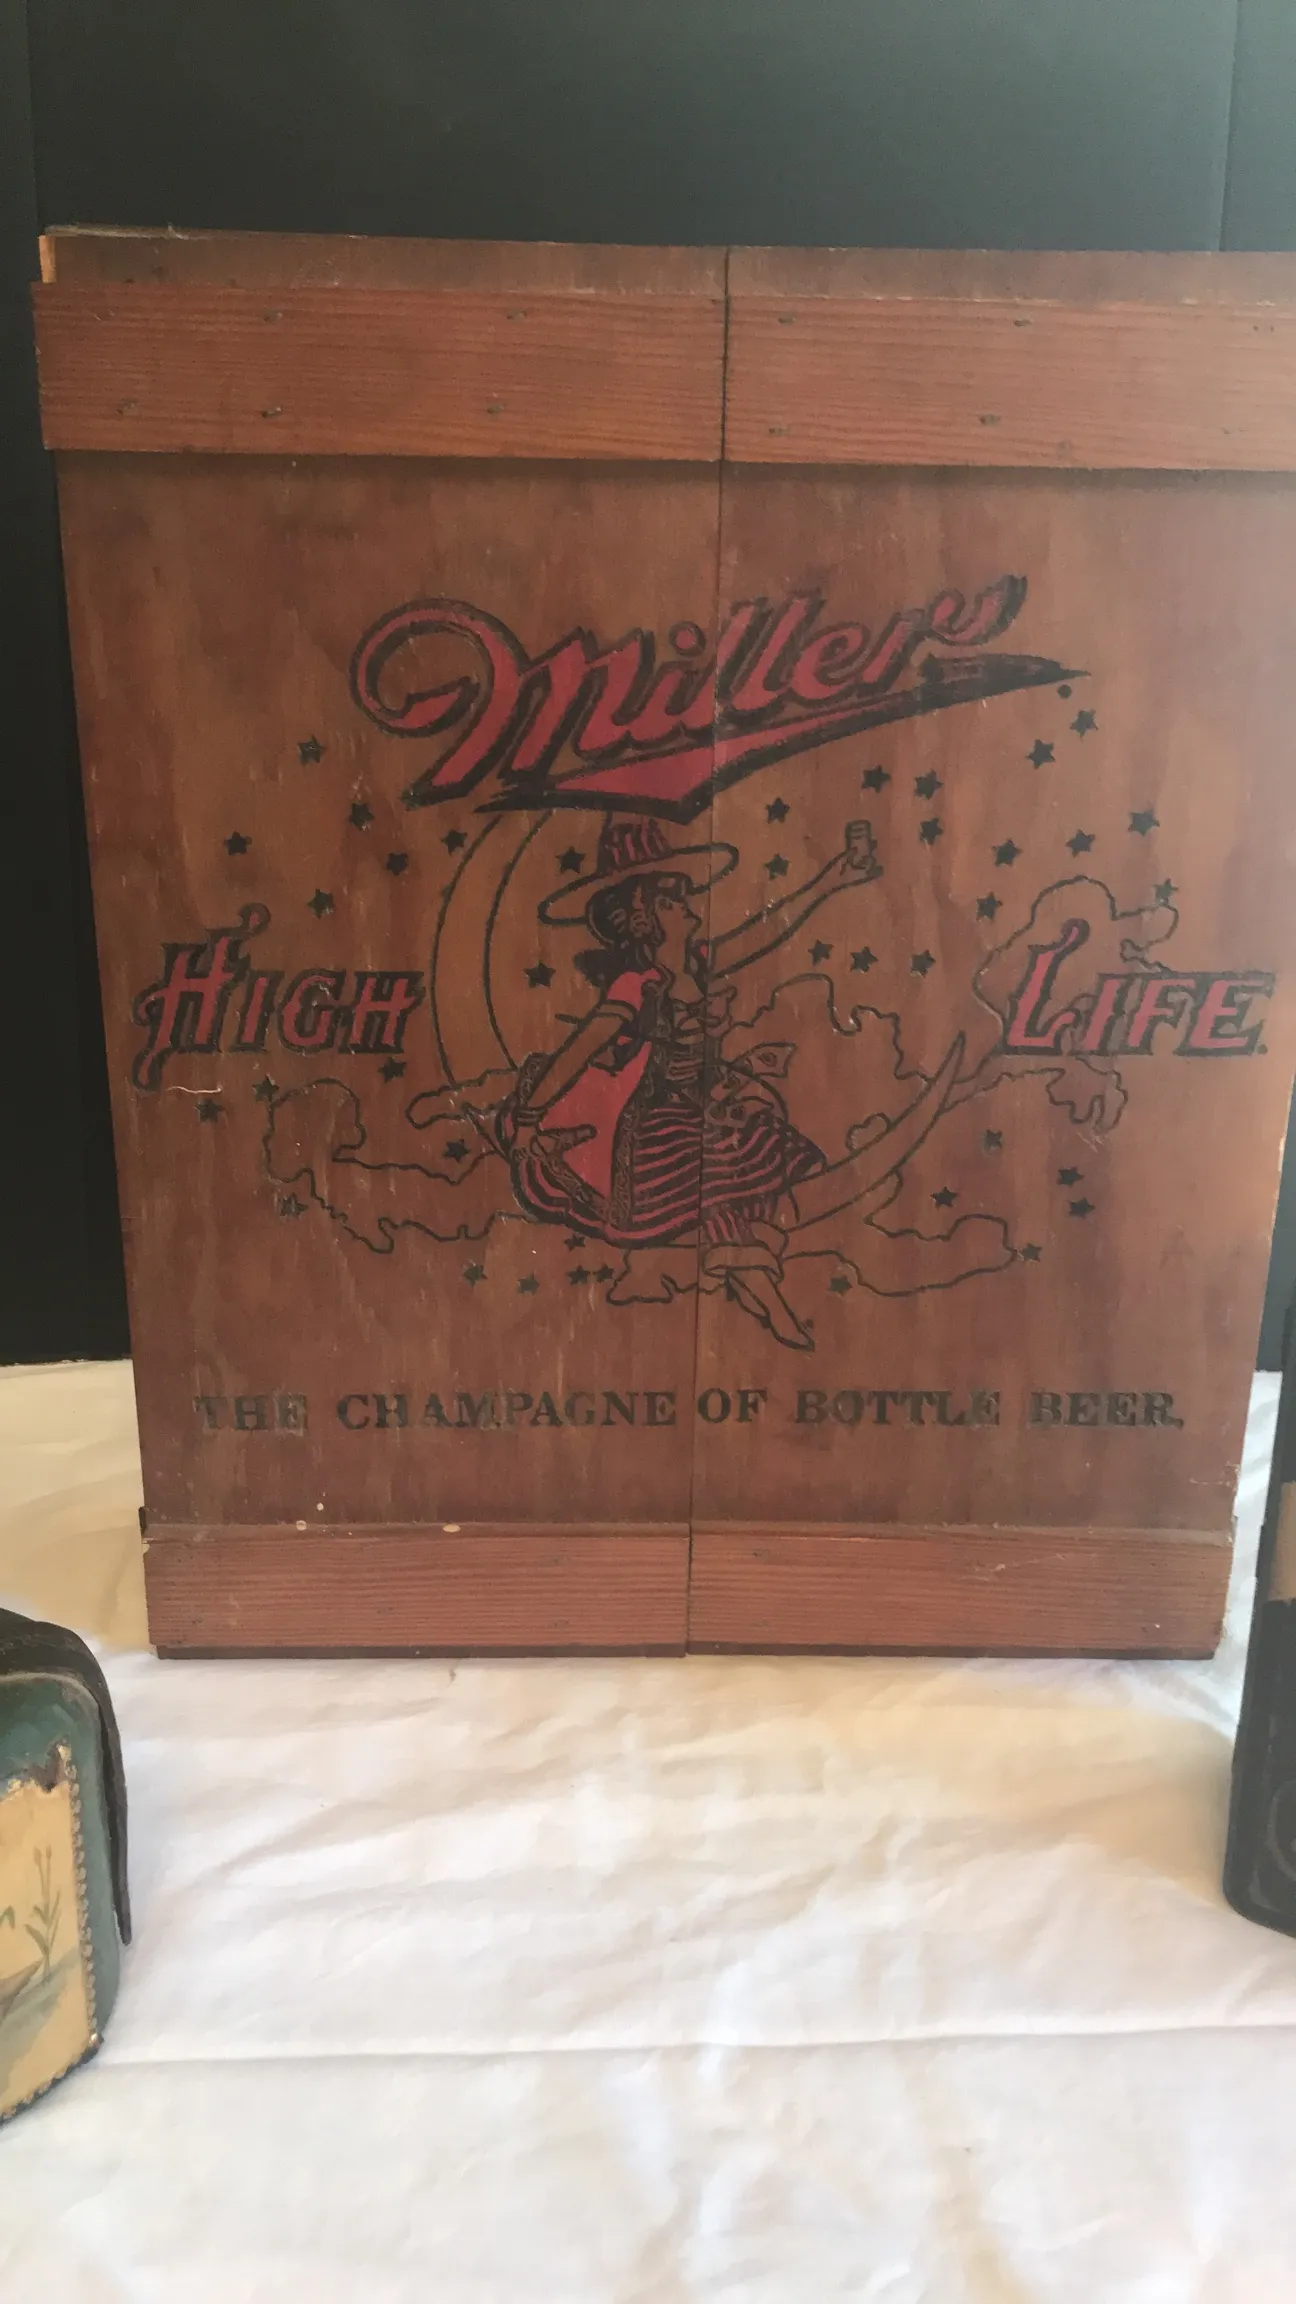 Miller
HIGH LIFE.
THE CHAMPAGNE OF BOTTLE BEER.